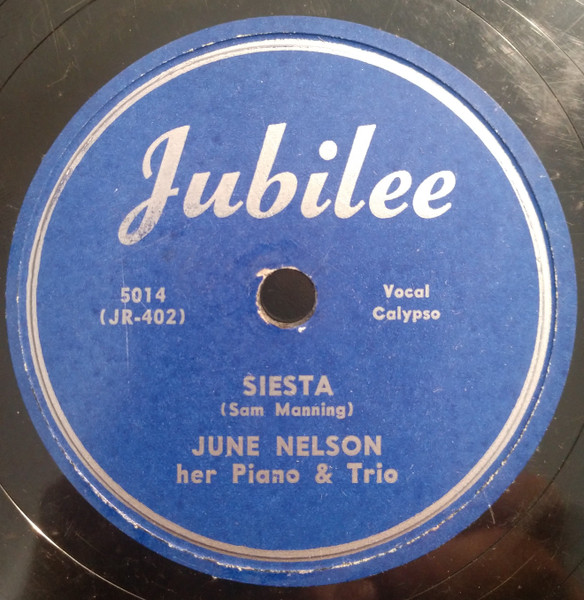 Jubilee
5014
(JR-402)
Vocal
Calypso
SIESTA
(Sam Manning)
JUNE NELSON
her Piano & Trio